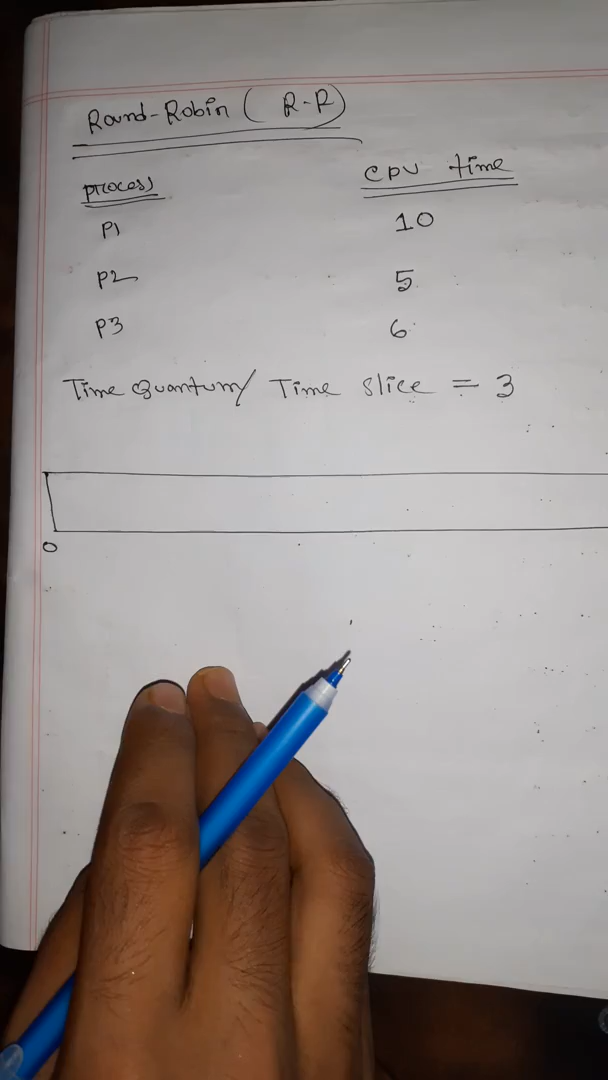 Round-Robin ( R-R)
process CPU time
P1 10
P2 5
P3 6
Time Quantum/ Time slice = 3
0